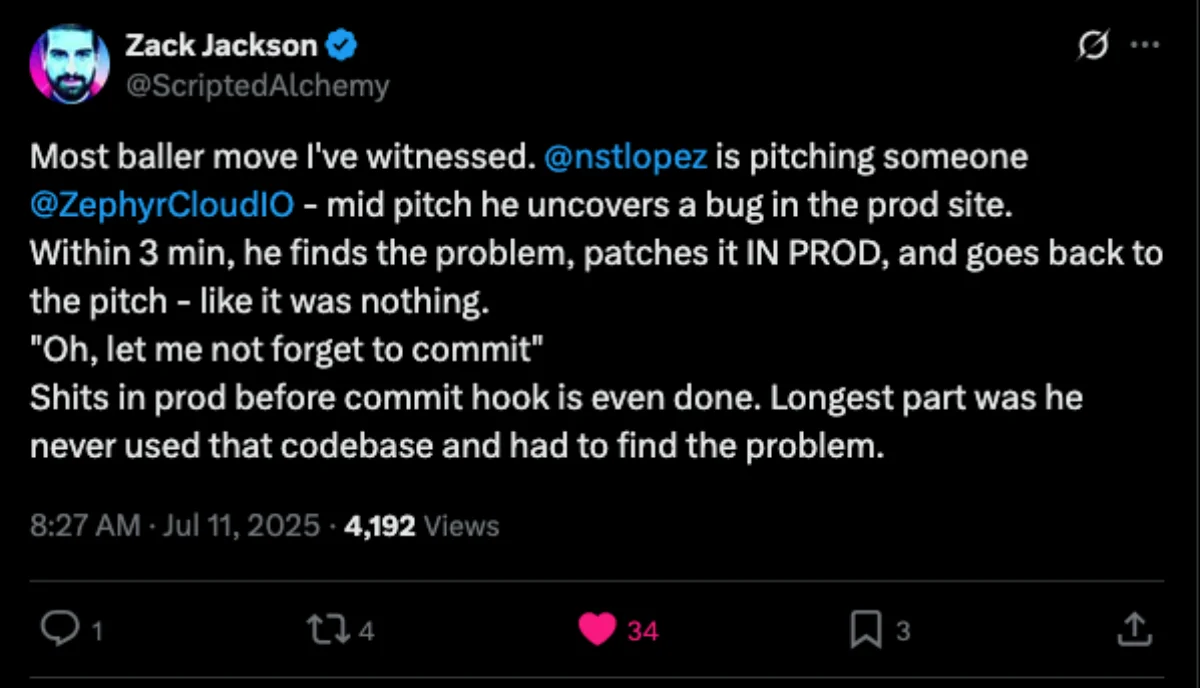 Zack Jackson
@ScriptedAlchemy
Most baller move I've witnessed. @nstlopez is pitching someone
@ZephyrCloudIO - mid pitch he uncovers a bug in the prod site.
Within 3 min, he finds the problem, patches it IN PROD, and goes back to
the pitch - like it was nothing.
"Oh, let me not forget to commit"
Shits in prod before commit hook is even done. Longest part was he
never used that codebase and had to find the problem.
8:27 AM · Jul 11, 2025 · 4,192 Views
1 4 34 3